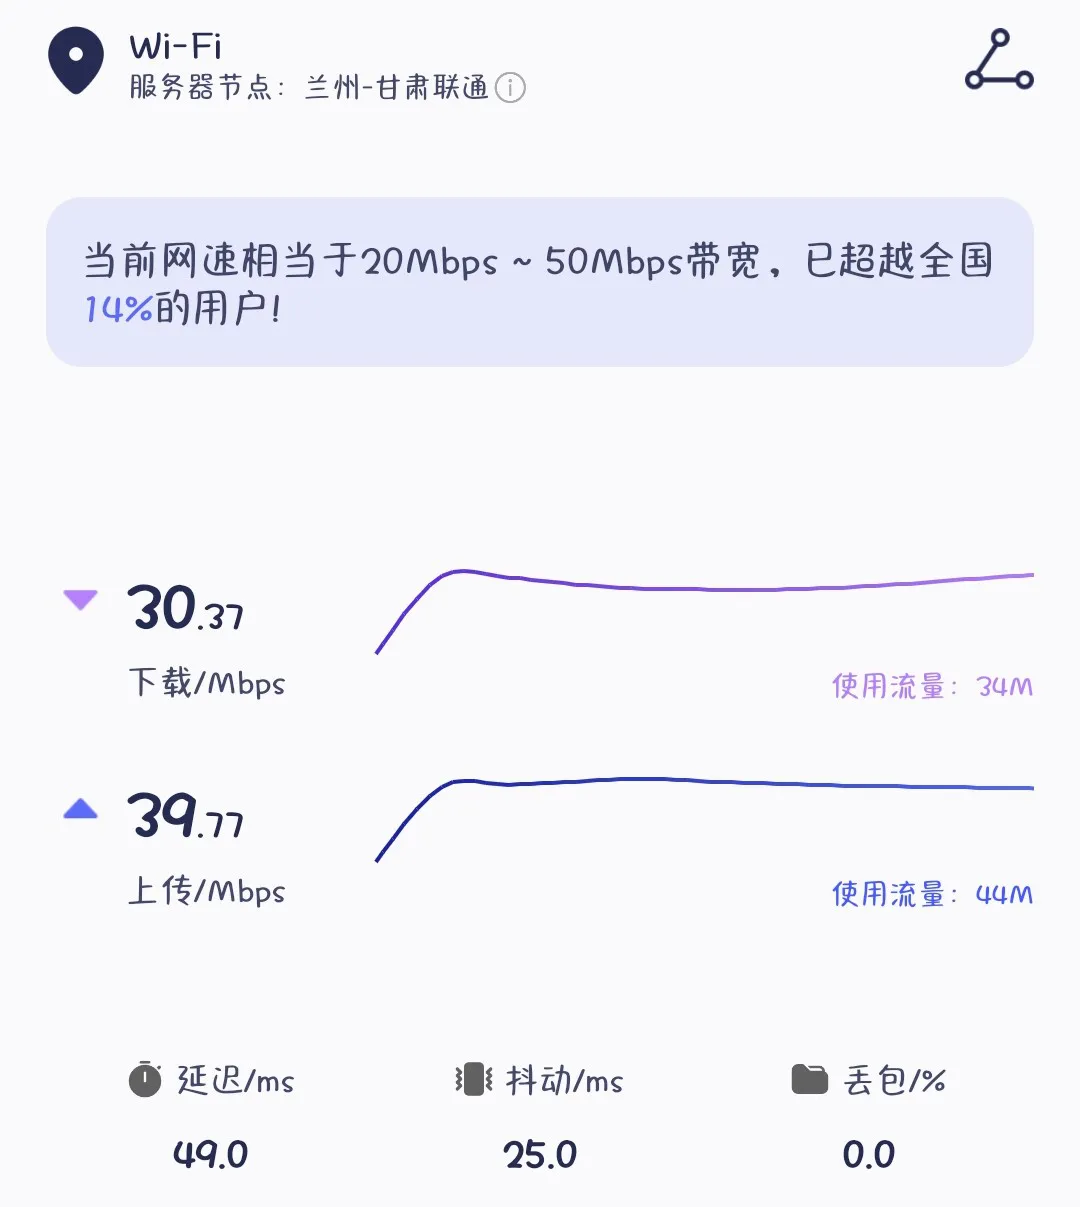 Wi-Fi
服务器节点：兰州-甘肃联通
当前网速相当于20Mbps ~ 50Mbps带宽，已超越全国
14%的用户！
30.37
下载/Mbps
使用流量：34M
39.77
上传/Mbps
使用流量：44M
延迟/ms 抖动/ms 丢包/%
49.0 25.0 0.0